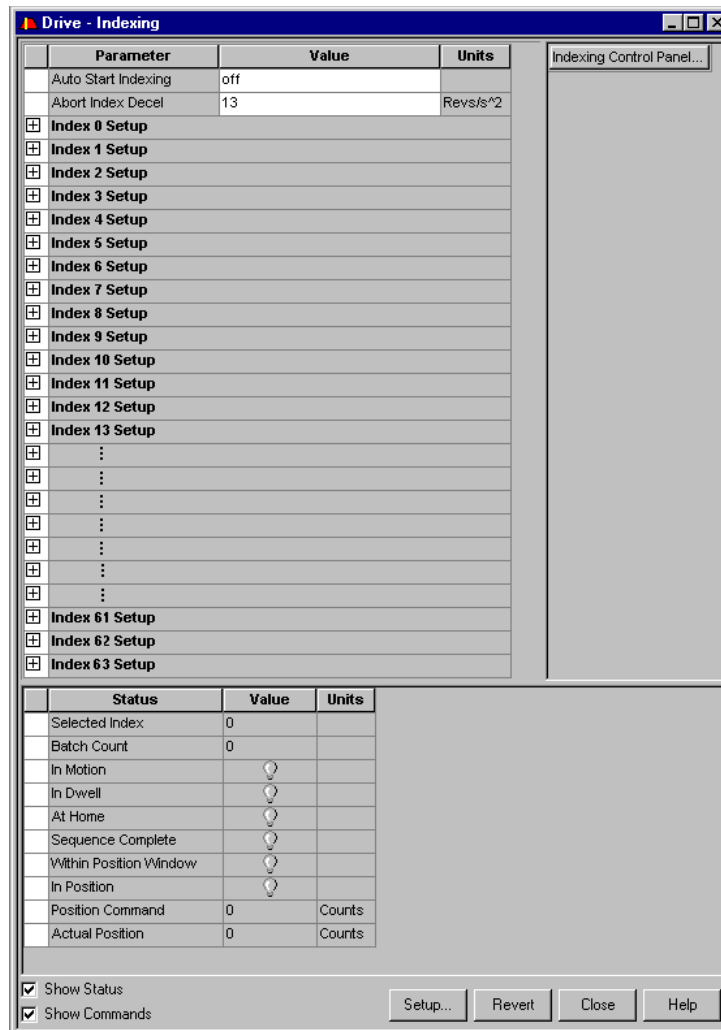 Drive - Indexing
Parameter Value Units
Auto Start Indexing off
Abort Index Decel 13 Revs/s^2
Index 0 Setup
Index 1 Setup
Index 2 Setup
Index 3 Setup
Index 4 Setup
Index 5 Setup
Index 6 Setup
Index 7 Setup
Index 8 Setup
Index 9 Setup
Index 10 Setup
Index 11 Setup
Index 12 Setup
Index 13 Setup
Index 61 Setup
Index 62 Setup
Index 63 Setup
Indexing Control Panel...
Status Value Units
Selected Index 0
Batch Count 0
In Motion
In Dwell
At Home
Sequence Complete
Within Position Window
In Position
Position Command 0 Counts
Actual Position 0 Counts
Show Status
Show Commands
Setup... Revert Close Help